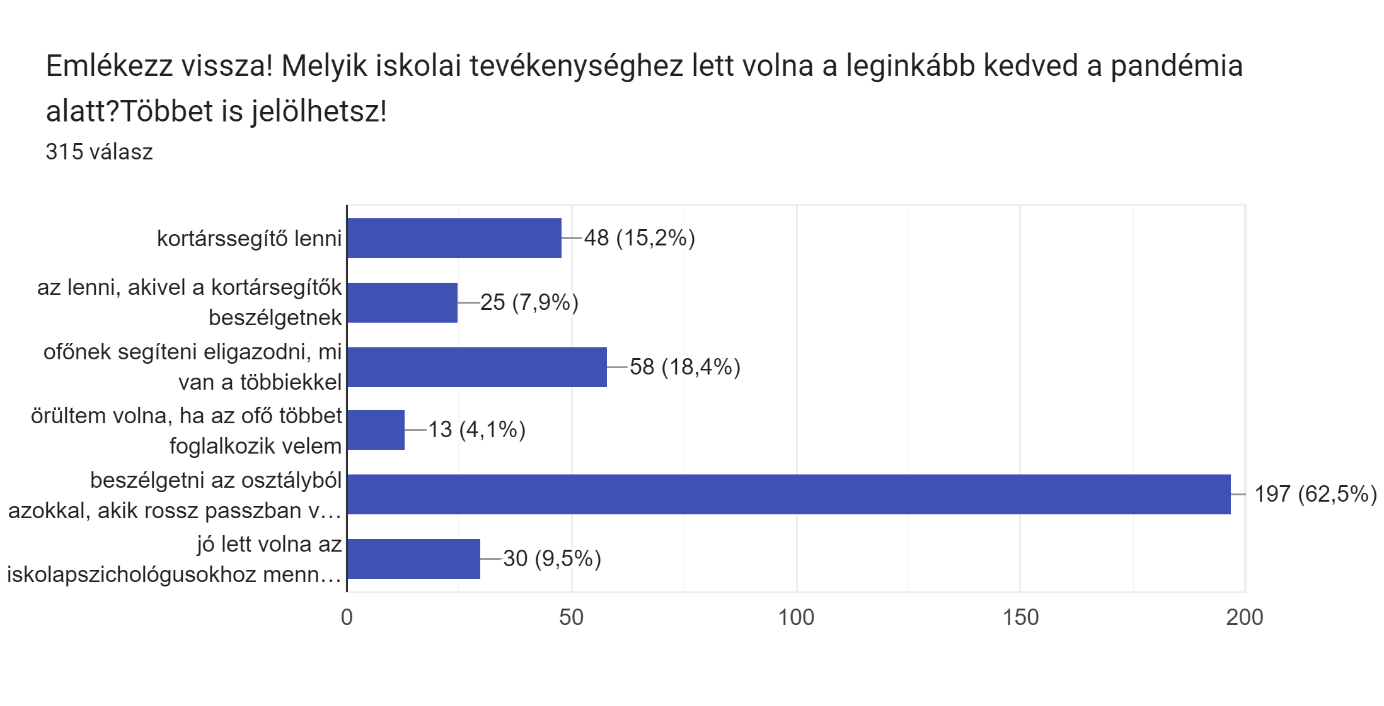 Emlékezz vissza! Melyik iskolai tevékenységhez lett volna a leginkább kedved a pandémia
alatt?Többet is jelölhetsz!
315 válasz
kortárssegítő lenni
48 (15,2%)
az lenni, akivel a kortársegítők
beszélgetnek
25 (7,9%)
ofőnek segíteni eligazodni, mi
van a többiekkel
58 (18,4%)
örültem volna, ha az ofő többet
foglalkozik velem
13 (4,1%)
beszélgetni az osztályból
azokkal, akik rossz passzban v…
197 (62,5%)
jó lett volna az
iskolapszichológusokhoz menn…
30 (9,5%)
0 50 100 150 200